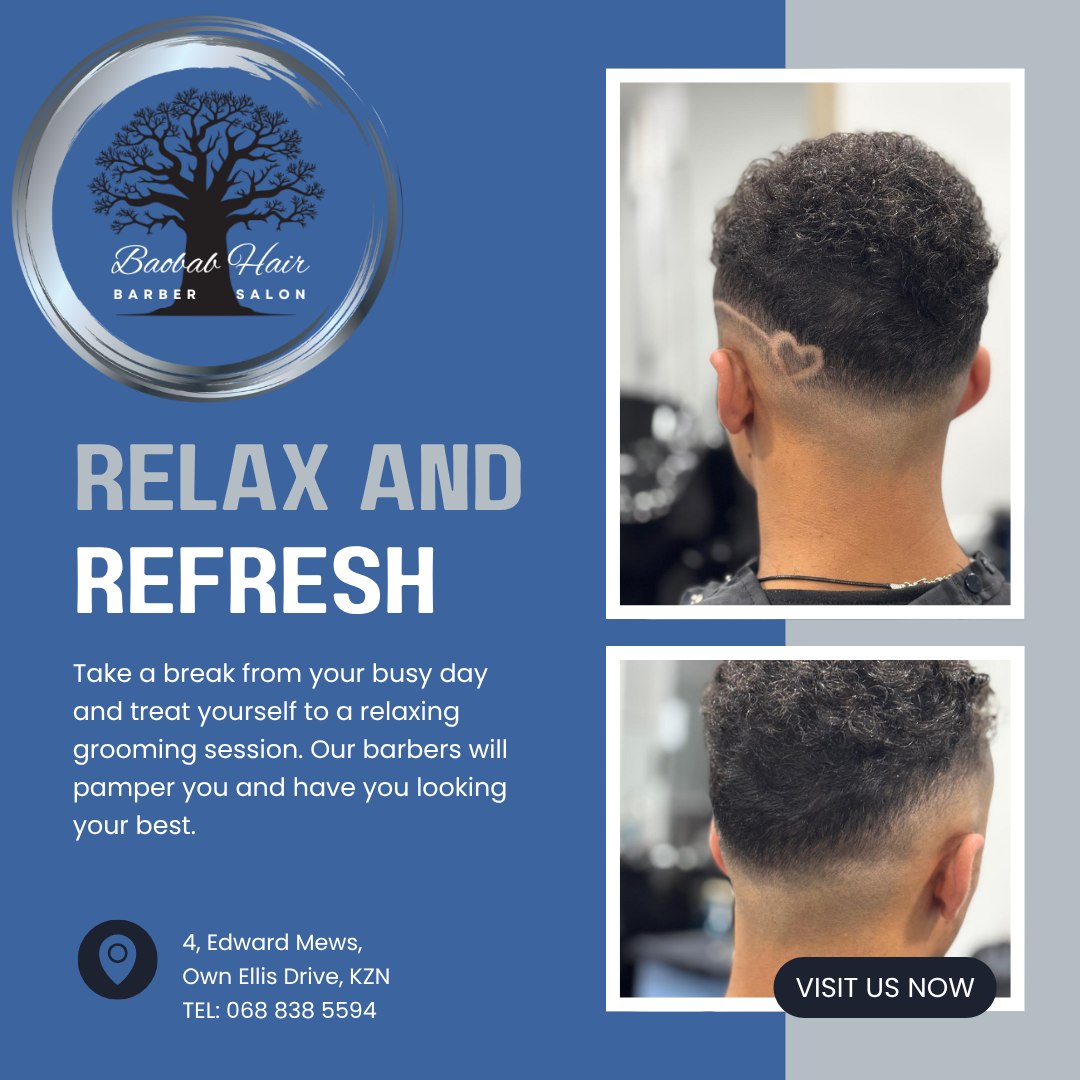 Baobab Hair
BARBER SALON
RELAX AND
REFRESH
Take a break from your busy day
and treat yourself to a relaxing
grooming session. Our barbers will
pamper you and have you looking
your best.
4, Edward Mews,
Own Ellis Drive, KZN
TEL: 068 838 5594
VISIT US NOW